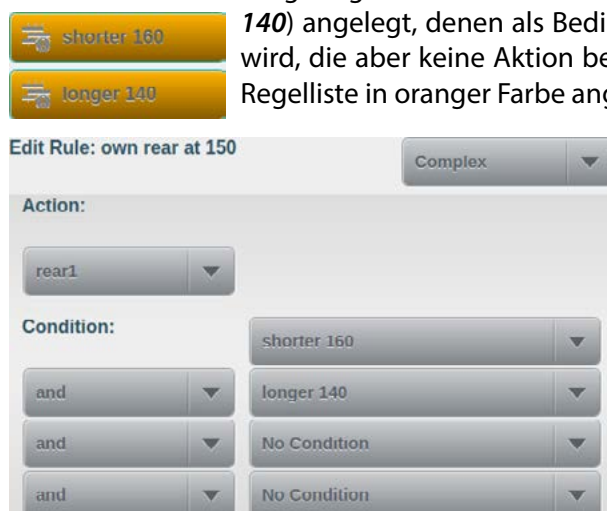 140) angelegt, denen als Bedi
wird, die aber keine Aktion be
Regelliste in oranger Farbe
shorter 160
longer 140
Edit Rule: own rear at 150
Complex
Action:
rear1
Condition:
shorter 160
and
longer 140
and
No Condition
and
No Condition